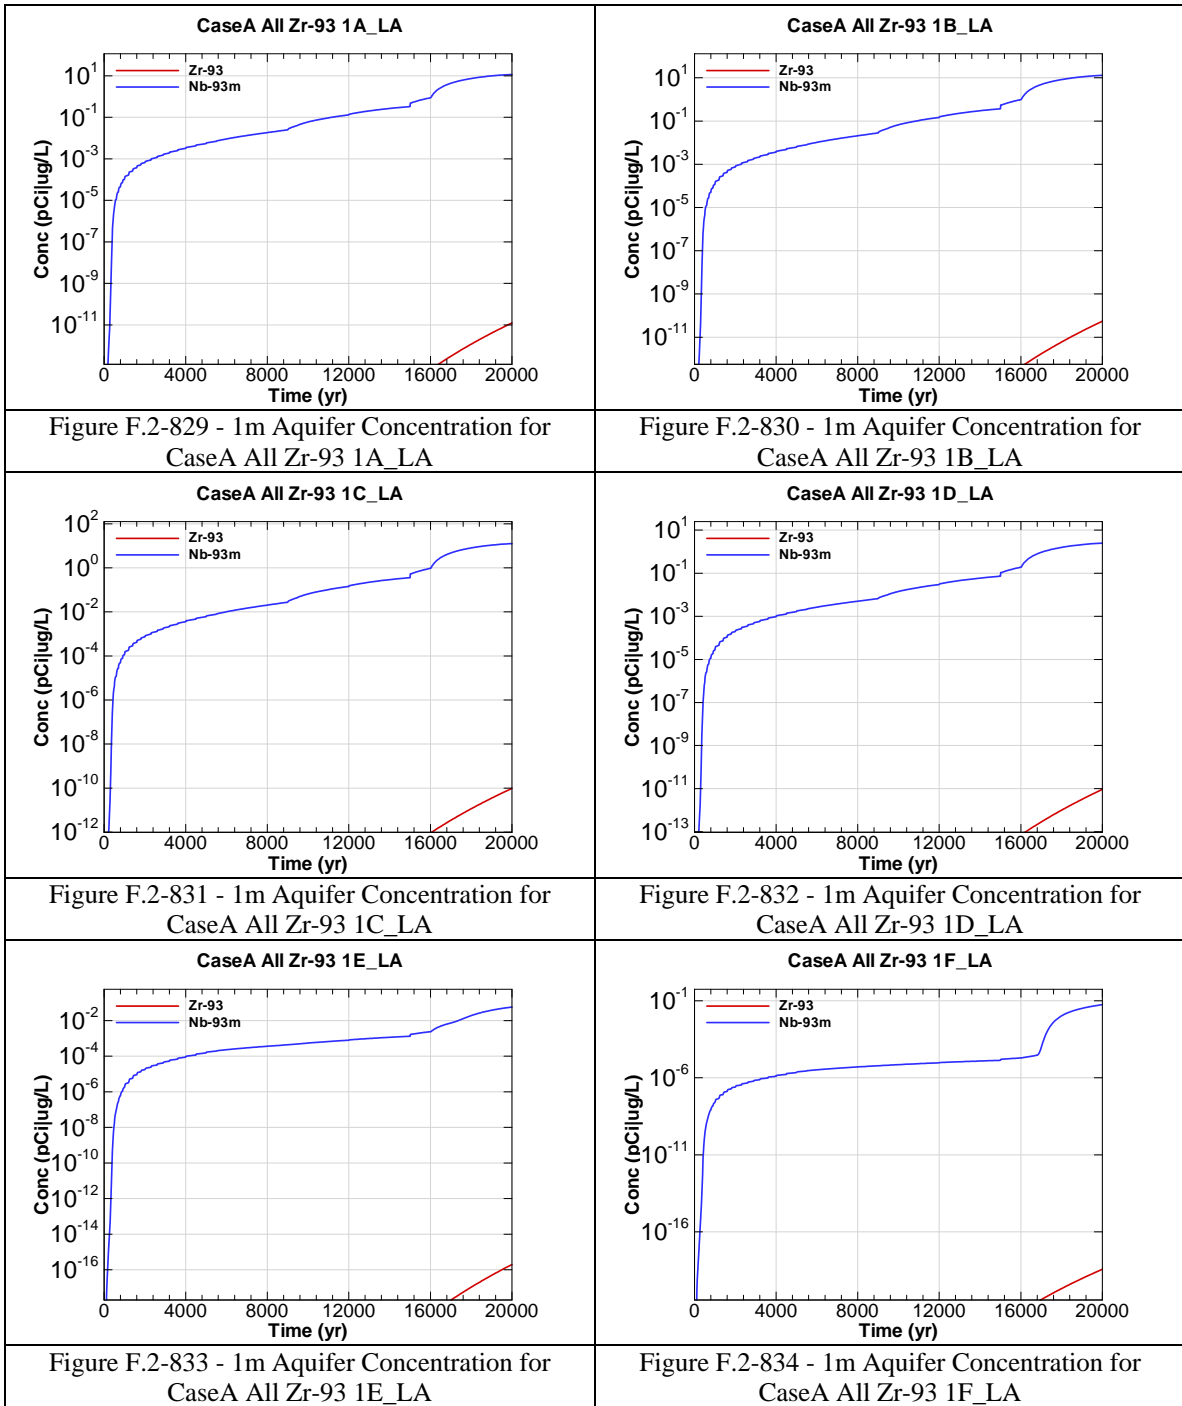 CaseA All Zr-93 1A_LA
Zr-93
Nb-93m
10^1
10^-1
10^-3
10^-5
10^-7
10^-9
10^-11
Conc (pCi|ug/L)
0 4000 8000 12000 16000 20000
Time (yr)
Figure F.2-829 - 1m Aquifer Concentration for
CaseA All Zr-93 1A_LA
CaseA All Zr-93 1B_LA
Zr-93
Nb-93m
10^1
10^-1
10^-3
10^-5
10^-7
10^-9
10^-11
Conc (pCi|ug/L)
0 4000 8000 12000 16000 20000
Time (yr)
Figure F.2-830 - 1m Aquifer Concentration for
CaseA All Zr-93 1B_LA
CaseA All Zr-93 1C_LA
Zr-93
Nb-93m
10^2
10^0
10^-2
10^-4
10^-6
10^-8
10^-10
10^-12
Conc (pCi|ug/L)
0 4000 8000 12000 16000 20000
Time (yr)
Figure F.2-831 - 1m Aquifer Concentration for
CaseA All Zr-93 1C_LA
CaseA All Zr-93 1D_LA
Zr-93
Nb-93m
10^1
10^-1
10^-3
10^-5
10^-7
10^-9
10^-11
10^-13
Conc (pCi|ug/L)
0 4000 8000 12000 16000 20000
Time (yr)
Figure F.2-832 - 1m Aquifer Concentration for
CaseA All Zr-93 1D_LA
CaseA All Zr-93 1E_LA
Zr-93
Nb-93m
10^-2
10^-4
10^-6
10^-8
10^-10
10^-12
10^-14
10^-16
Conc (pCi|ug/L)
0 4000 8000 12000 16000 20000
Time (yr)
Figure F.2-833 - 1m Aquifer Concentration for
CaseA All Zr-93 1E_LA
CaseA All Zr-93 1F_LA
Zr-93
Nb-93m
10^-1
10^-6
10^-11
10^-16
Conc (pCi|ug/L)
0 4000 8000 12000 16000 20000
Time (yr)
Figure F.2-834 - 1m Aquifer Concentration for
CaseA All Zr-93 1F_LA